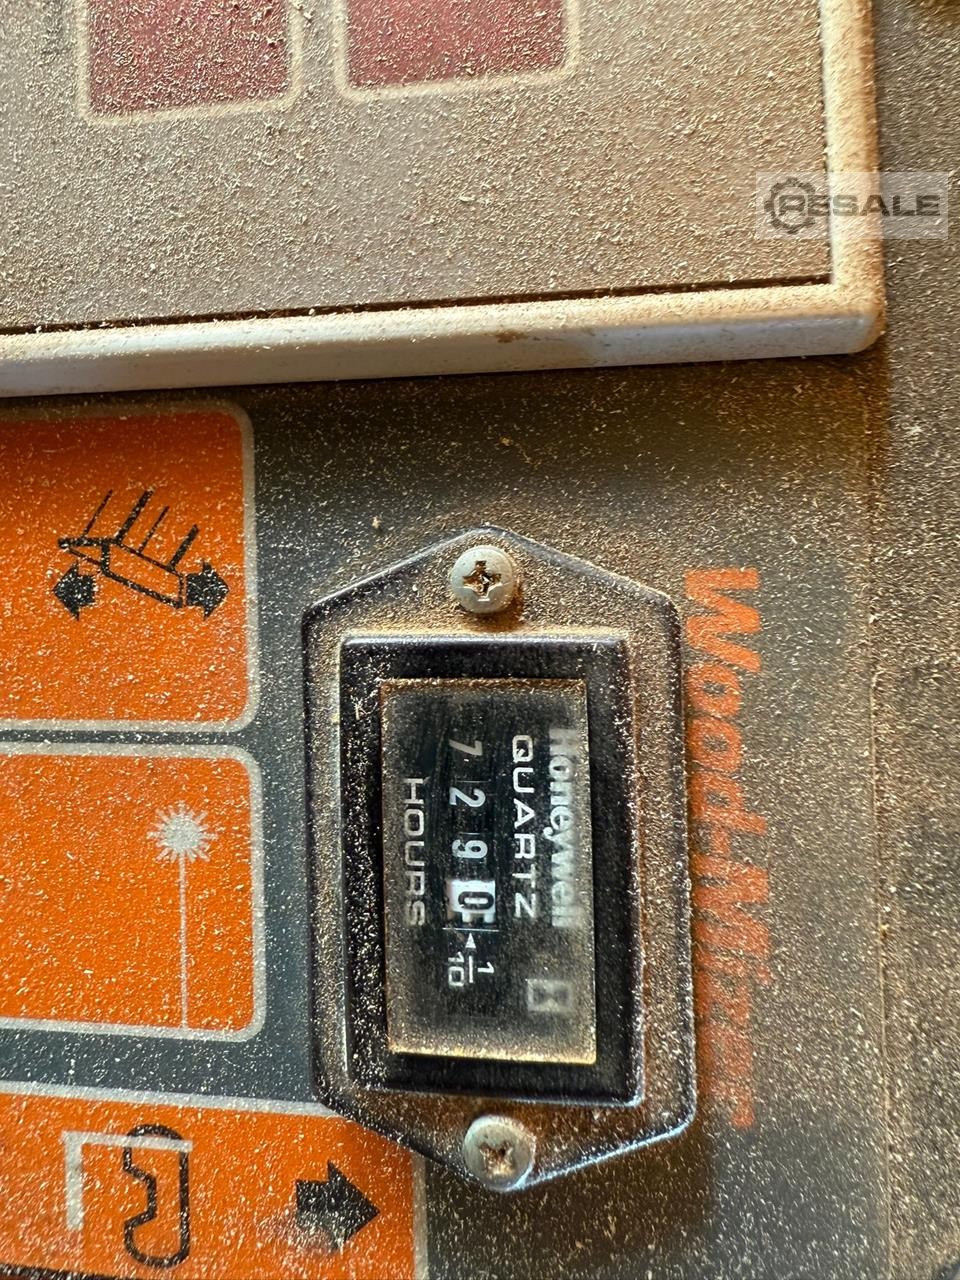 RESALE
Wood-Mizer
Honeywell
QUARTZ
7 2 9 0 1/10
HOURS